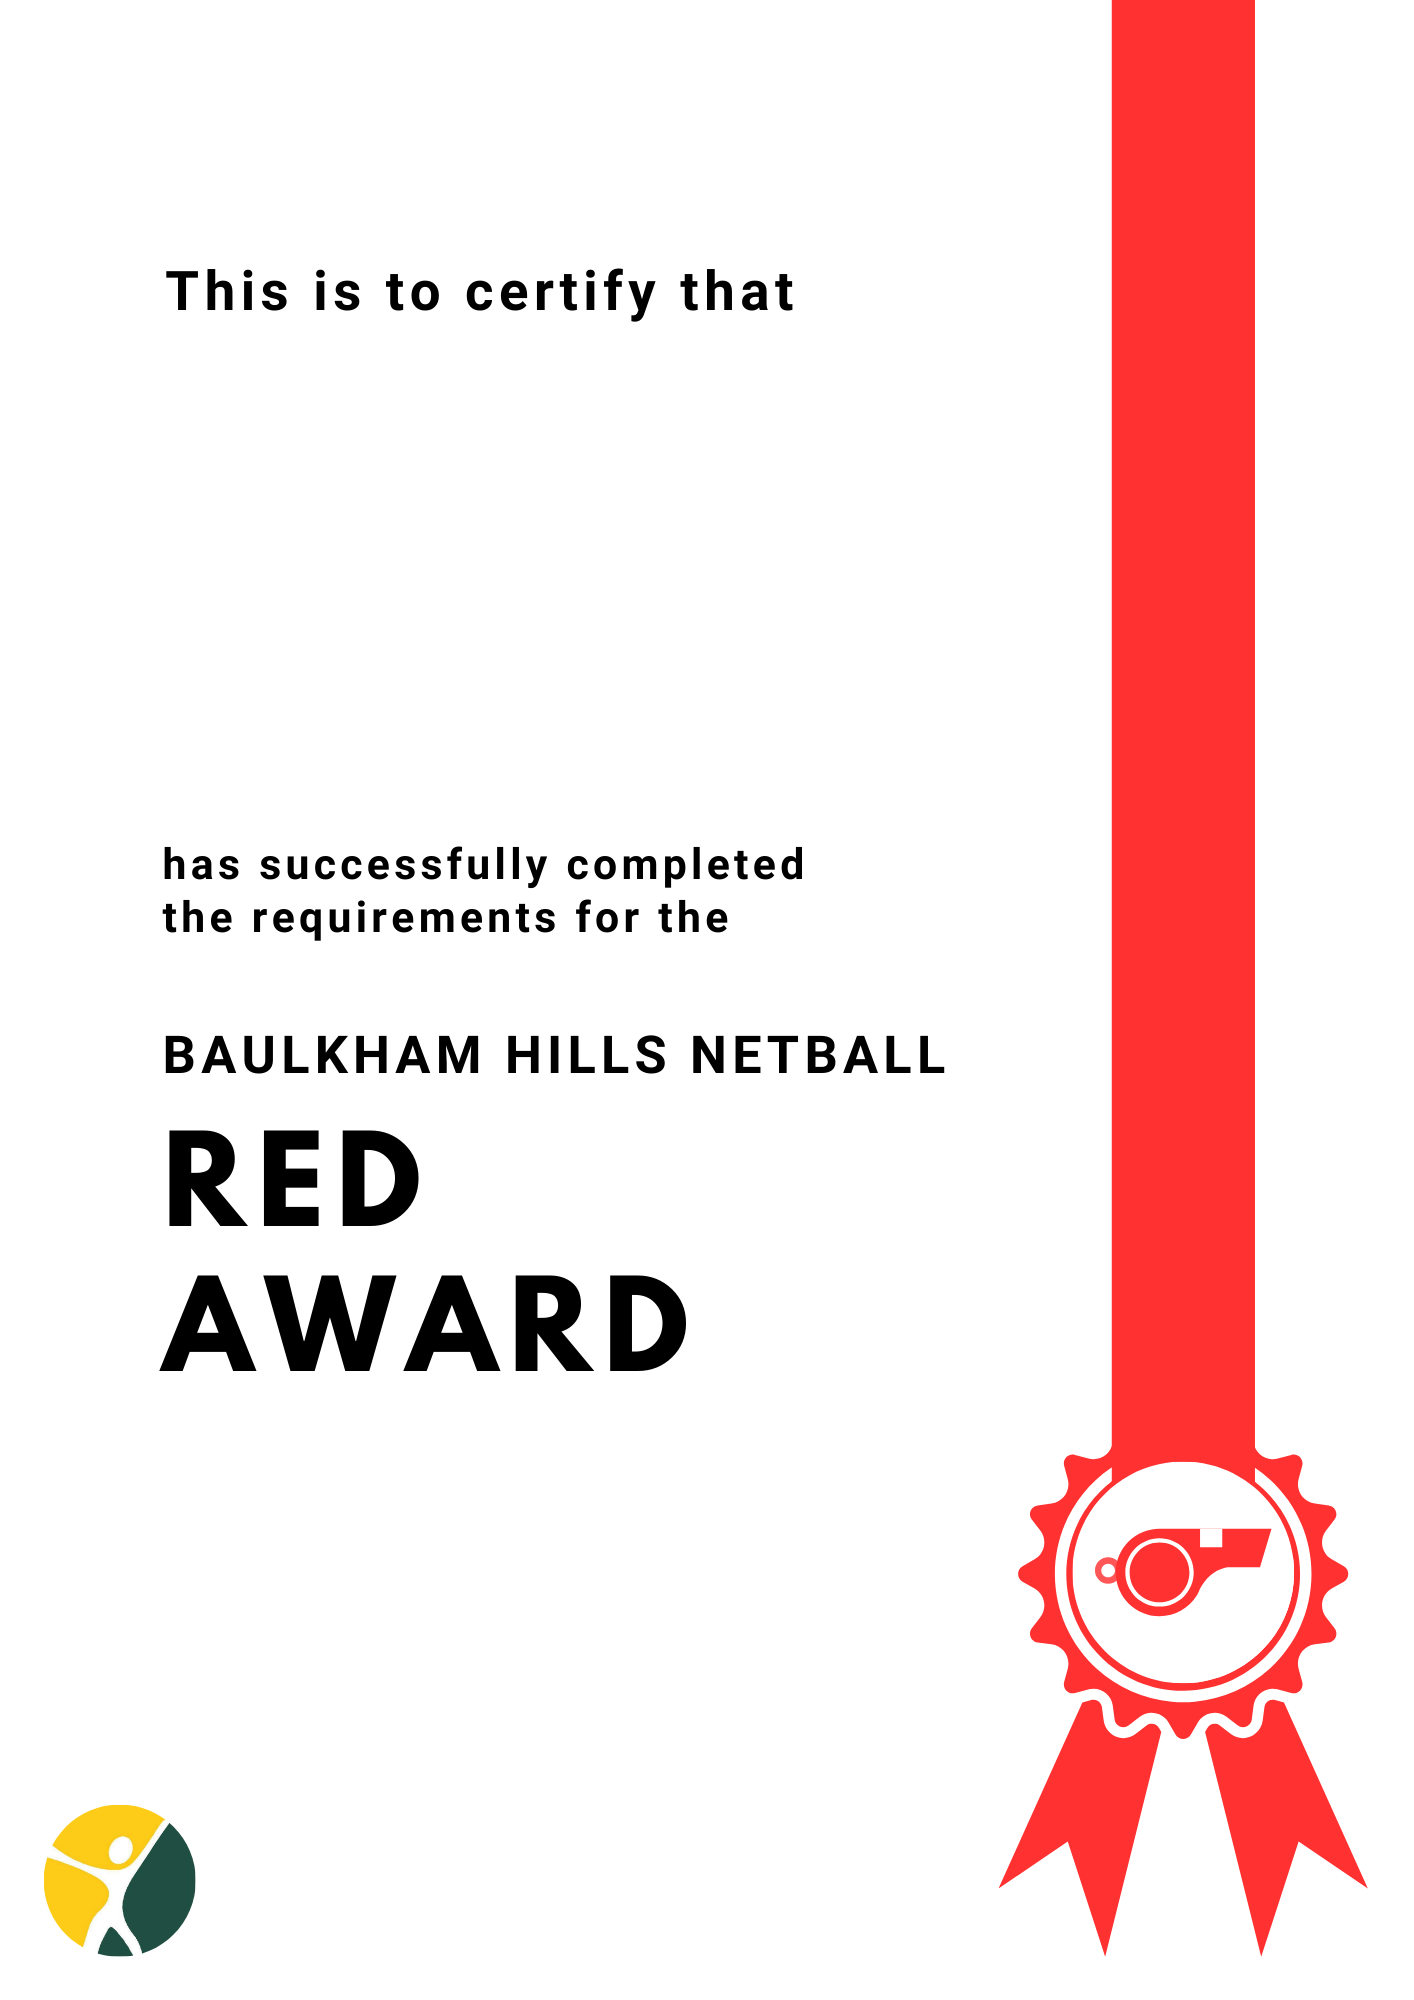 This is to certify that
has successfully completed
the requirements for the
BAULKHAM HILLS NETBALL
RED
AWARD